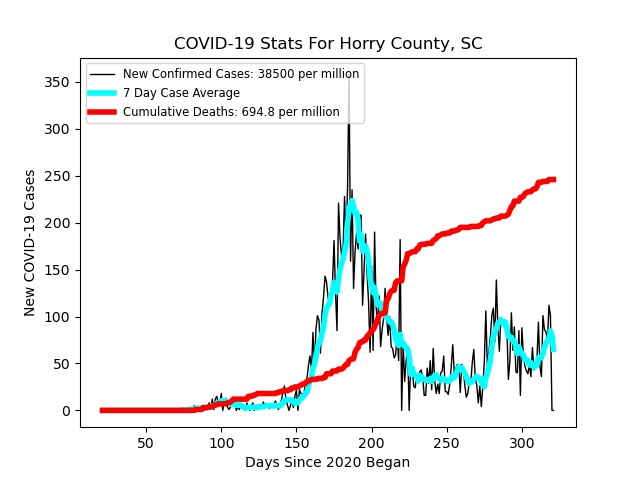 COVID-19 Stats For Horry County, SC
New Confirmed Cases: 38500 per million
7 Day Case Average
Cumulative Deaths: 694.8 per million
New COVID-19 Cases
350
300
250
200
150
100
50
0
50 100 150 200 250 300
Days Since 2020 Began